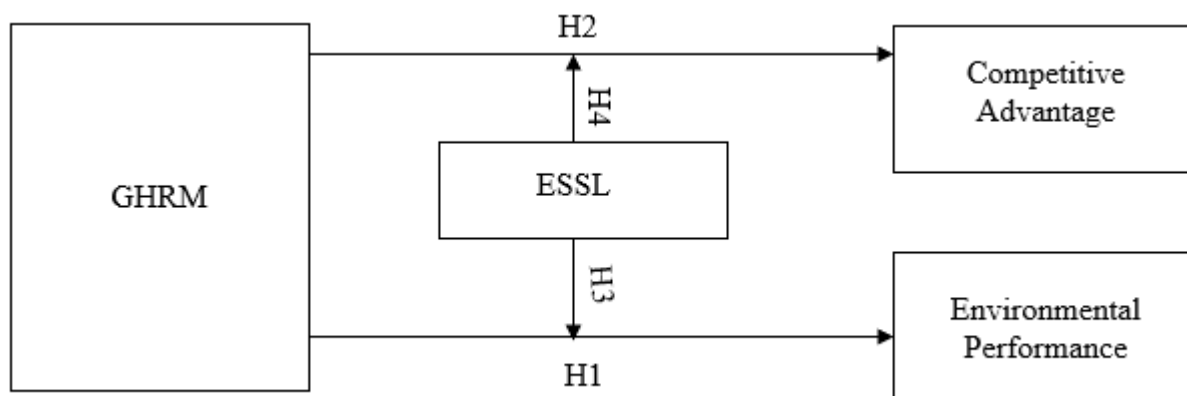 H2
Competitive
Advantage
H4
GHRM
ESSL
H3
Environmental
Performance
H1